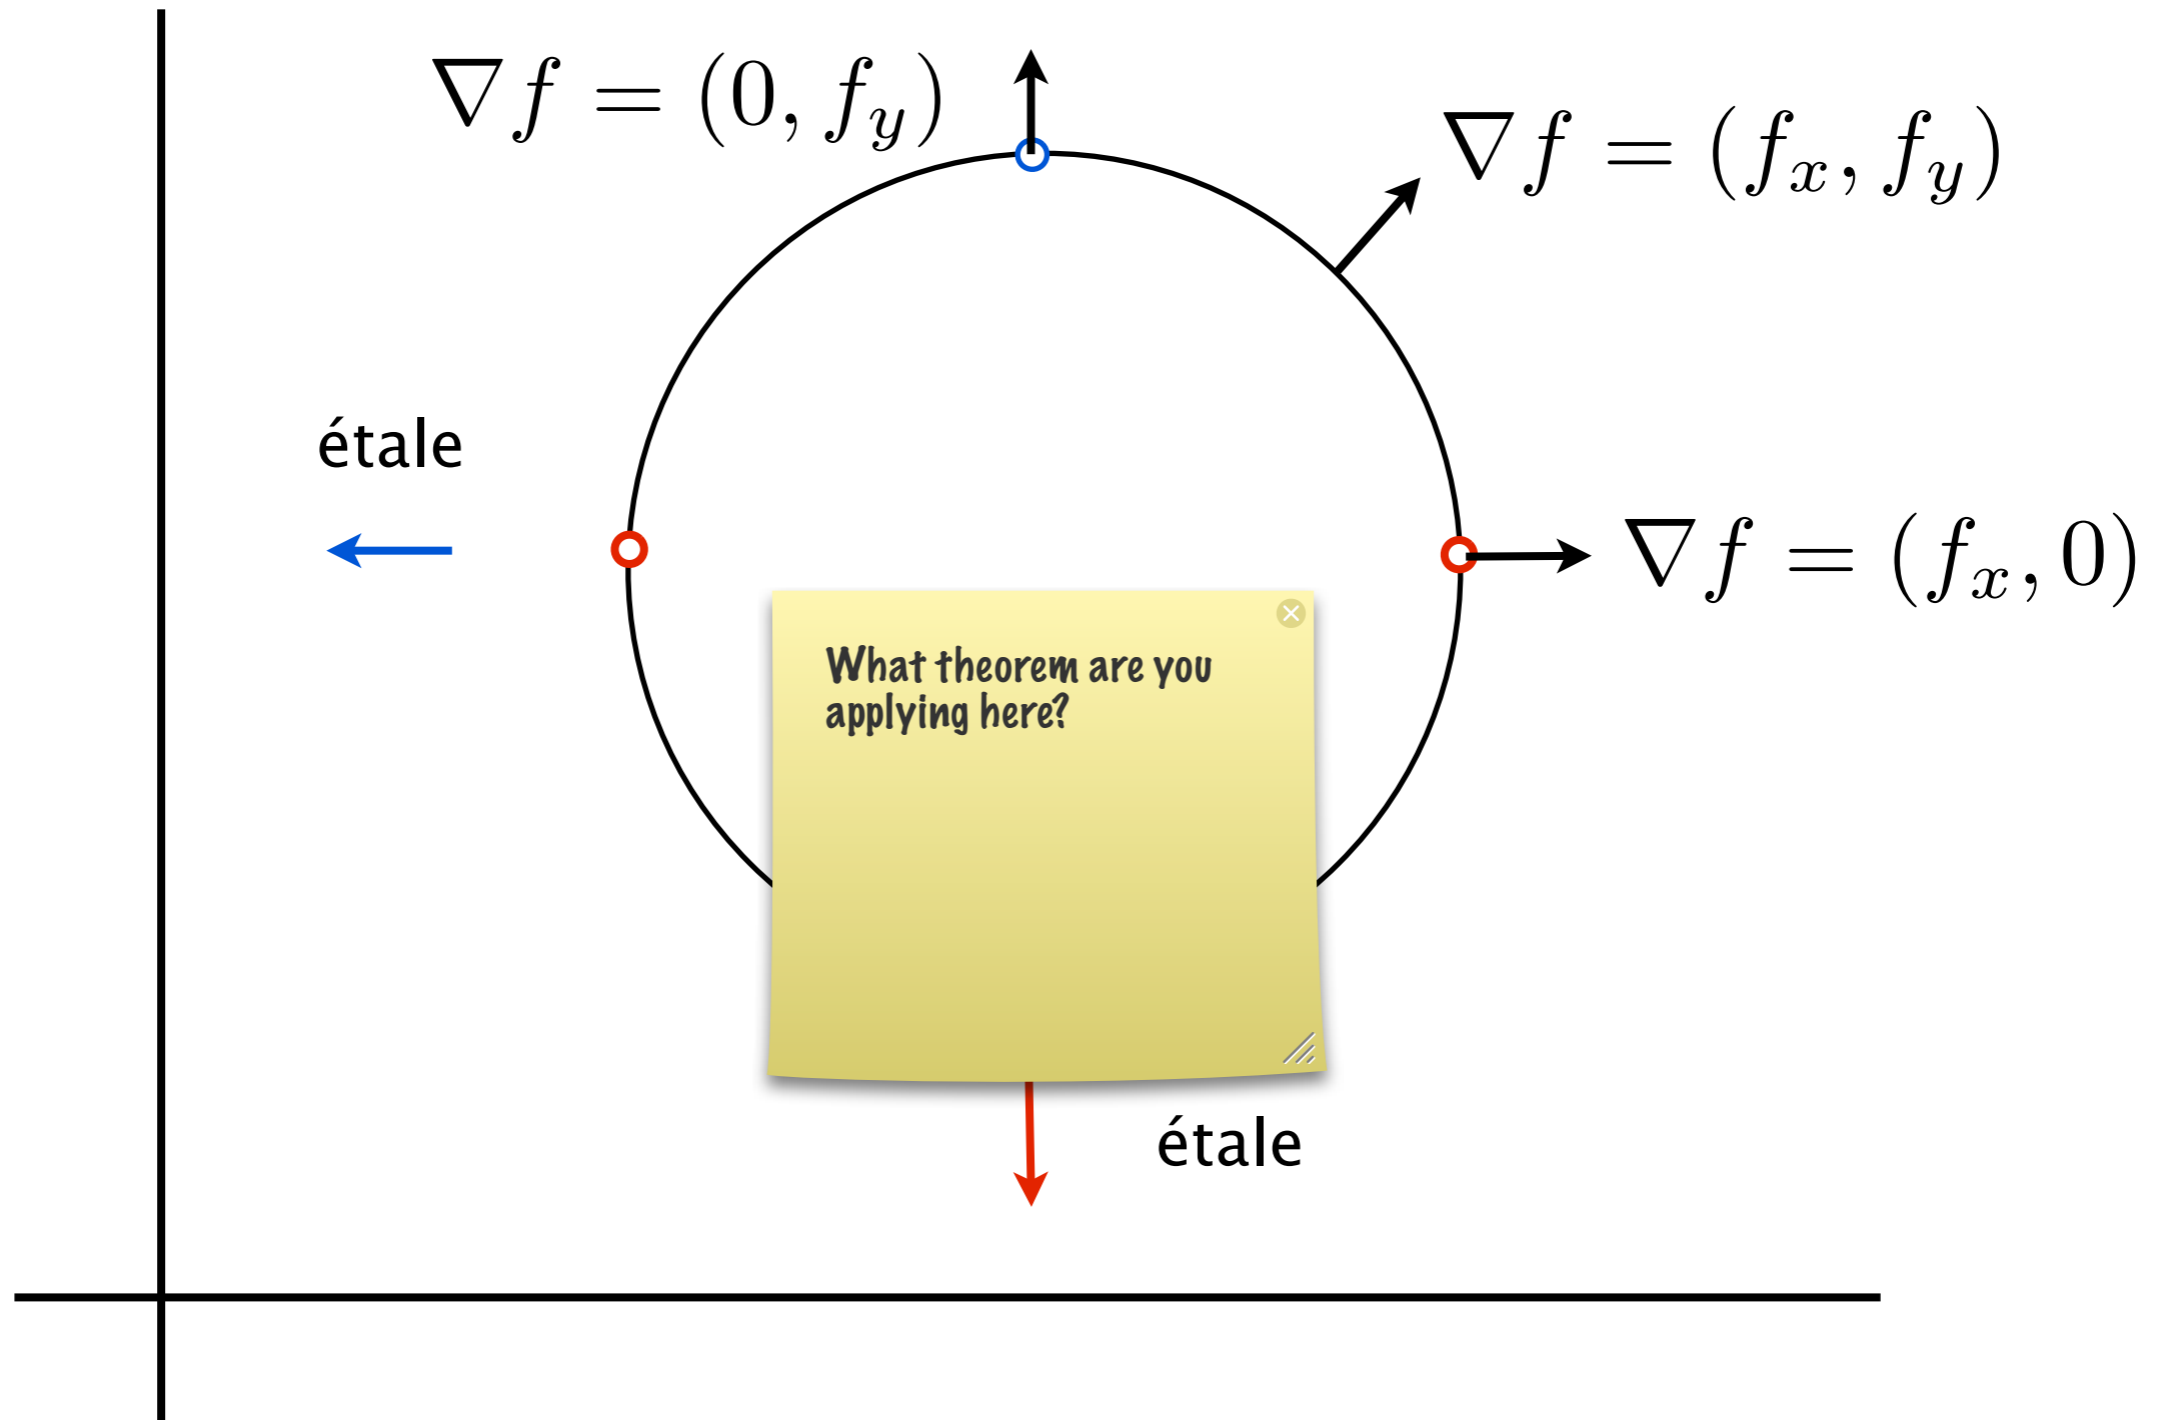 ∇f = (0, f_y)
∇f = (f_x, f_y)
étale
∇f = (f_x, 0)
What theorem are you
applying here?
étale